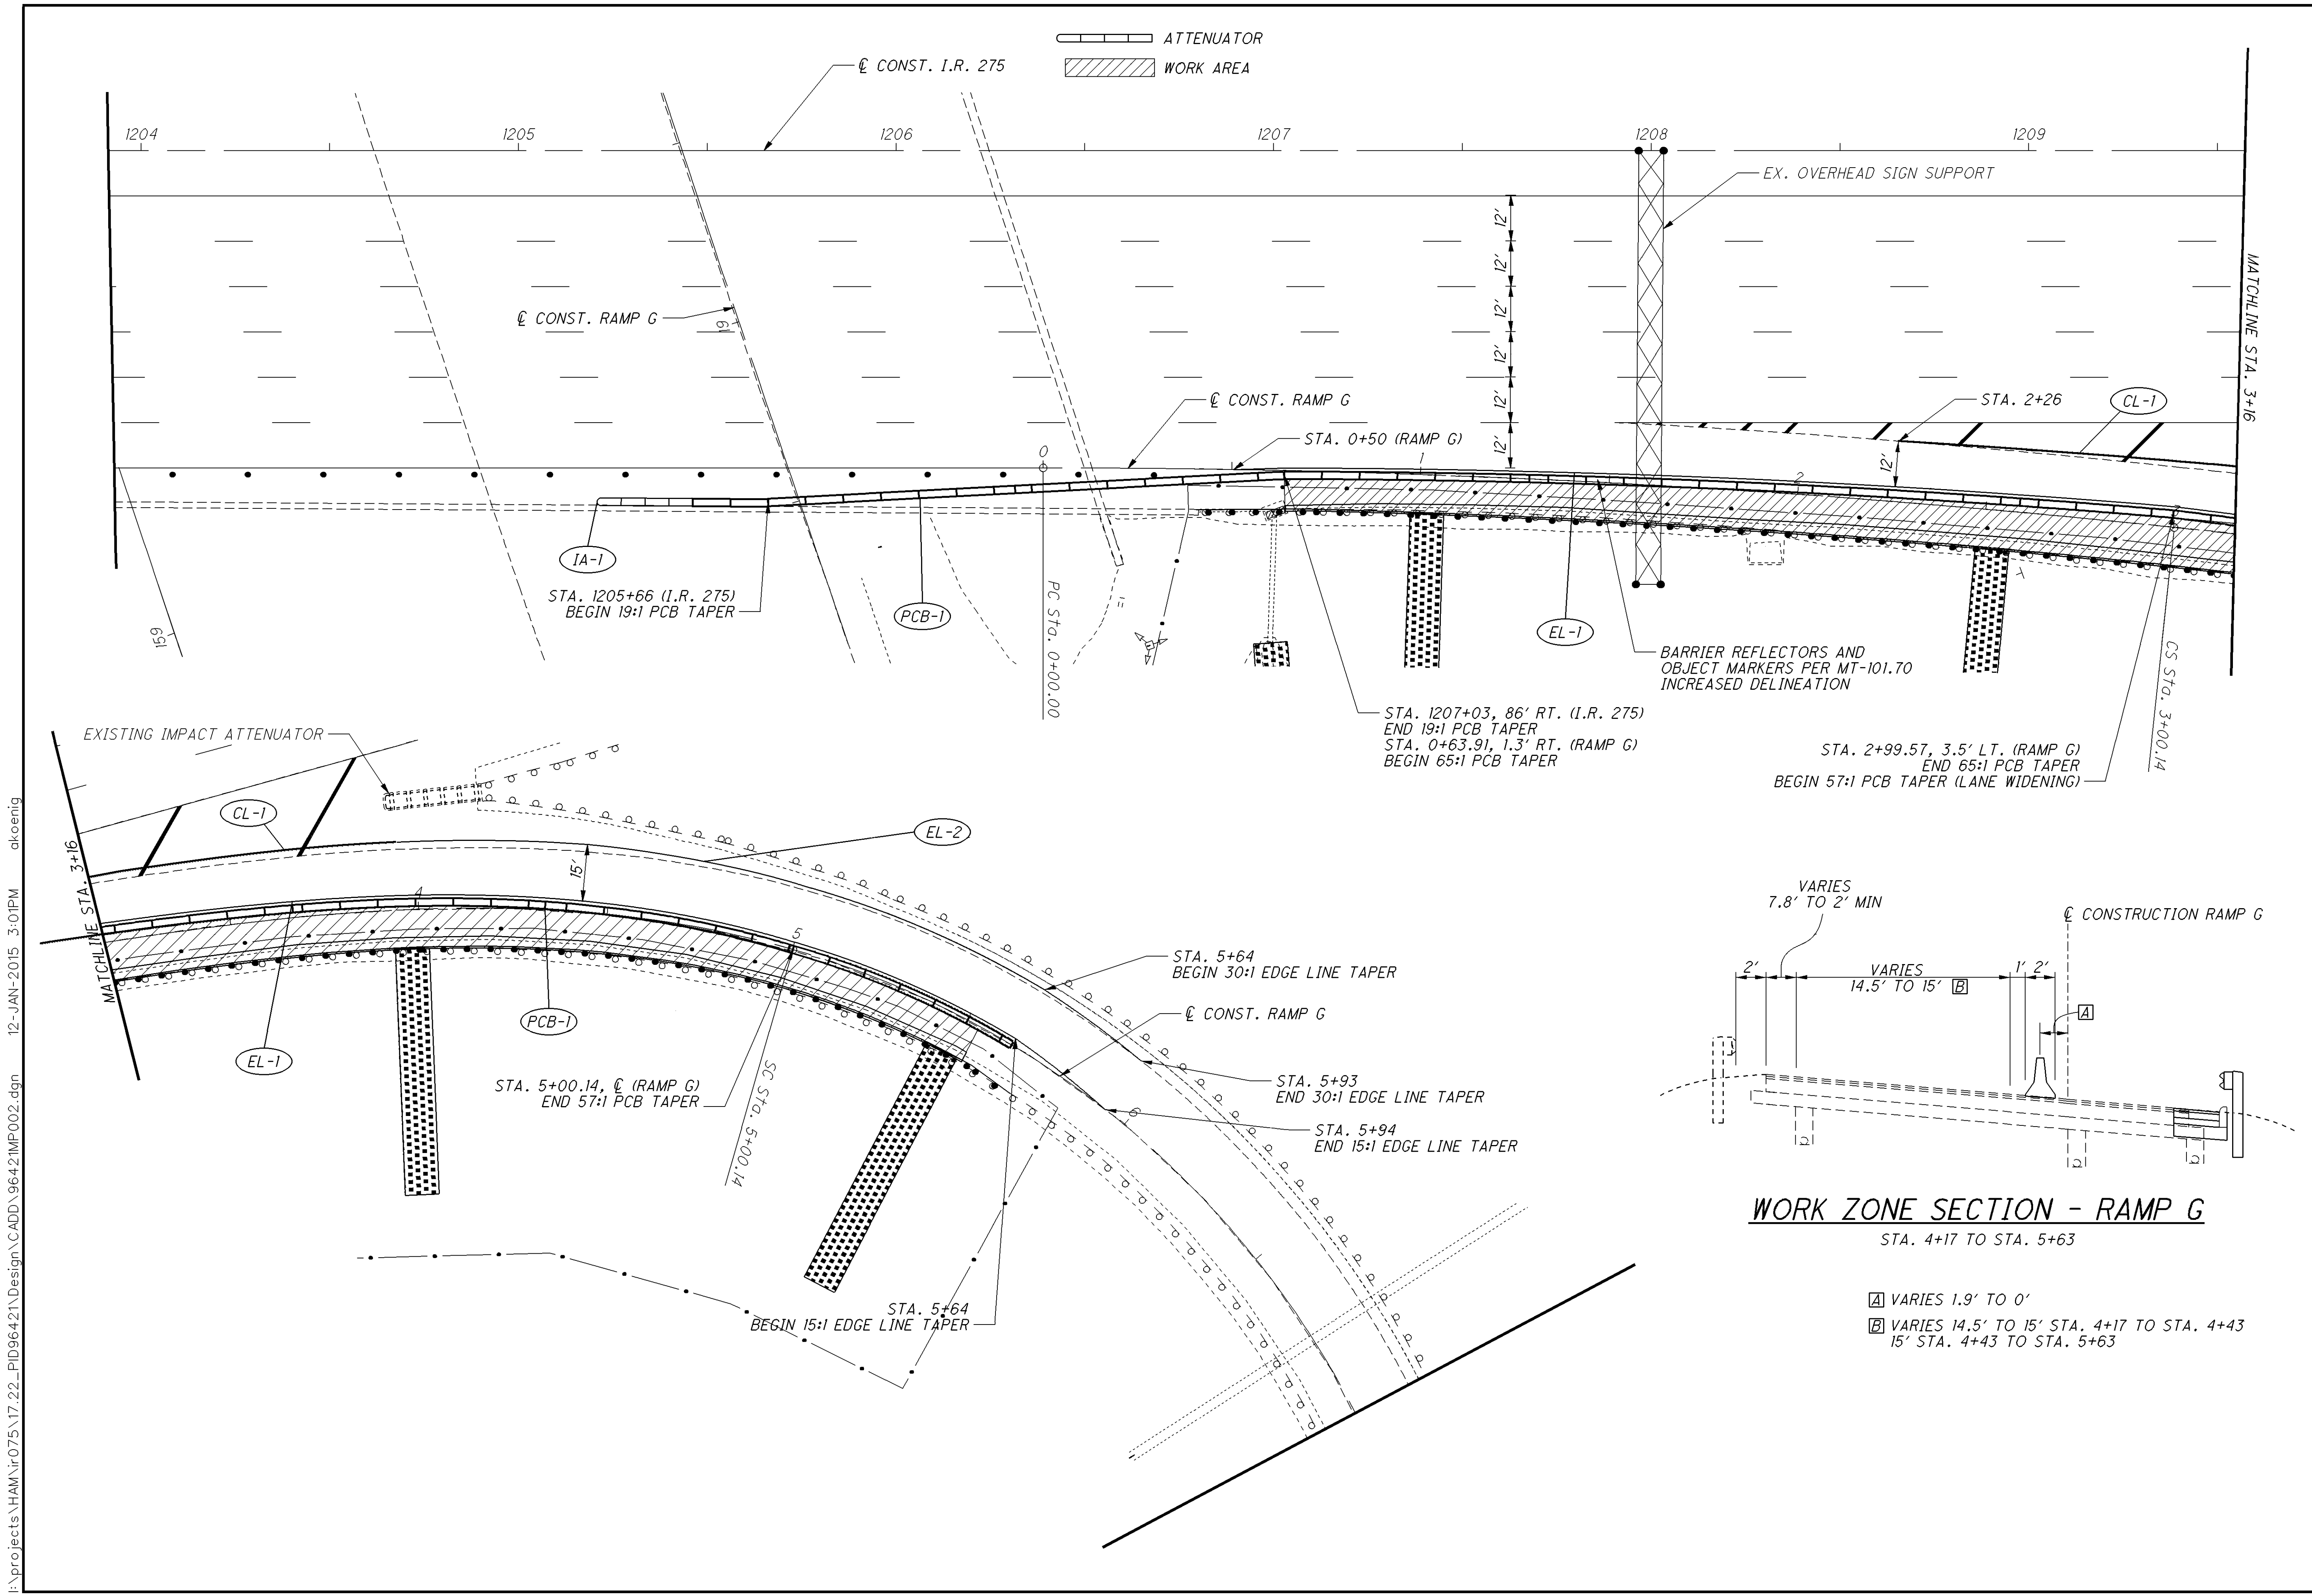 ATTENUATOR
WORK AREA
℄ CONST. I.R. 275
1204
1205
1206
1207
1208
1209
EX. OVERHEAD SIGN SUPPORT
12'
12'
12'
12'
12'
12'
MATCHLINE STA. 3+16
℄ CONST. RAMP G
19
℄ CONST. RAMP G
STA. 2+26
CL-1
STA. 0+50 (RAMP G)
0
1
2
3
12'
IA-1
STA. 1205+66 (I.R. 275)
BEGIN 19:1 PCB TAPER
PCB-1
PC Sta. 0+00.00
EL-1
659
BARRIER REFLECTORS AND
OBJECT MARKERS PER MT-101.70
INCREASED DELINEATION
CS Sta. 3+00.14
STA. 1207+03, 86' RT. (I.R. 275)
END 19:1 PCB TAPER
STA. 0+63.91, 1.3' RT. (RAMP G)
BEGIN 65:1 PCB TAPER
STA. 2+99.57, 3.5' LT. (RAMP G)
END 65:1 PCB TAPER
BEGIN 57:1 PCB TAPER (LANE WIDENING)
EXISTING IMPACT ATTENUATOR
CL-1
EL-2
MATCHLINE STA. 3+16
15'
4
5
6
STA. 5+64
BEGIN 30:1 EDGE LINE TAPER
℄ CONST. RAMP G
PCB-1
EL-1
STA. 5+00.14, ℄ (RAMP G)
END 57:1 PCB TAPER
SC Sta. 5+00.14
STA. 5+93
END 30:1 EDGE LINE TAPER
STA. 5+94
END 15:1 EDGE LINE TAPER
STA. 5+64
BEGIN 15:1 EDGE LINE TAPER
VARIES
7.8' TO 2' MIN
℄ CONSTRUCTION RAMP G
2'
VARIES
14.5' TO 15' B
1'
2'
A
WORK ZONE SECTION - RAMP G
STA. 4+17 TO STA. 5+63
A VARIES 1.9' TO 0'
B VARIES 14.5' TO 15' STA. 4+17 TO STA. 4+43
15' STA. 4+43 TO STA. 5+63
I:\projects\HAM\ir075\17.22_PID96421\Design\CADD\96421MP002.dgn 12-JAN-2015 3:01PM akoenig